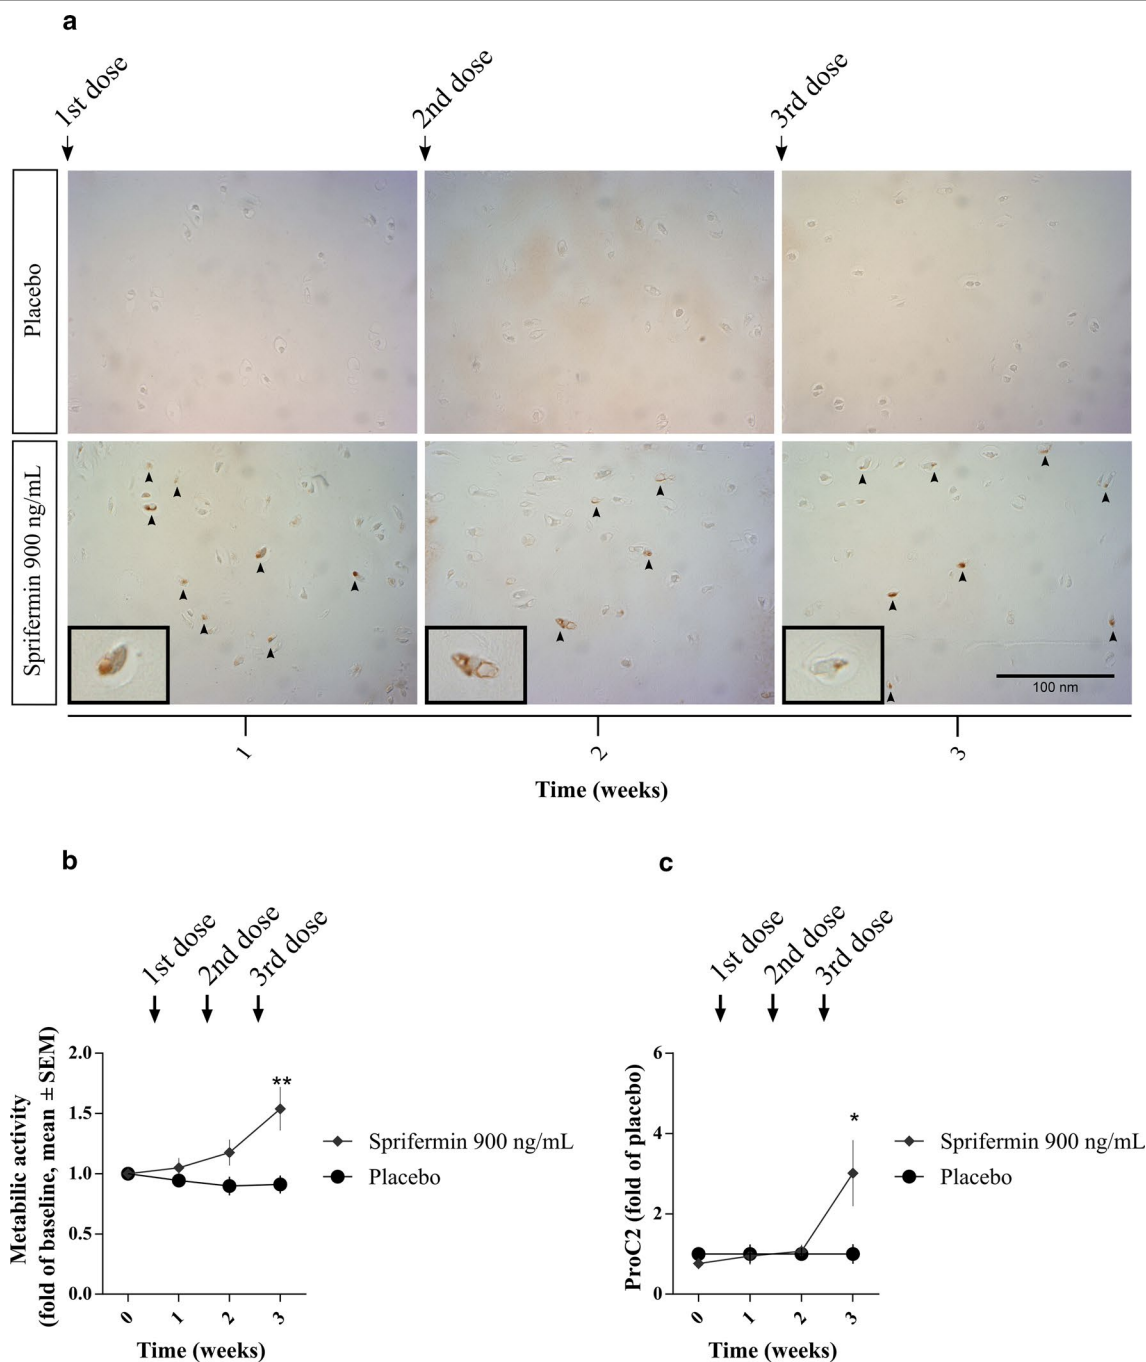 a
1st dose
2nd dose
3rd dose
Placebo
Sprifermin 900 ng/mL
100 nm
1
2
3
Time (weeks)
b
1st dose
2nd dose
3rd dose
Metabilic activity
(fold of baseline, mean ± SEM)
2.0
1.5
1.0
0.5
0.0
**
0
1
2
3
Time (weeks)
Sprifermin 900 ng/mL
Placebo
c
1st dose
2nd dose
3rd dose
ProC2 (fold of placebo)
6
4
2
0
*
0
1
2
3
Time (weeks)
Sprifermin 900 ng/mL
Placebo